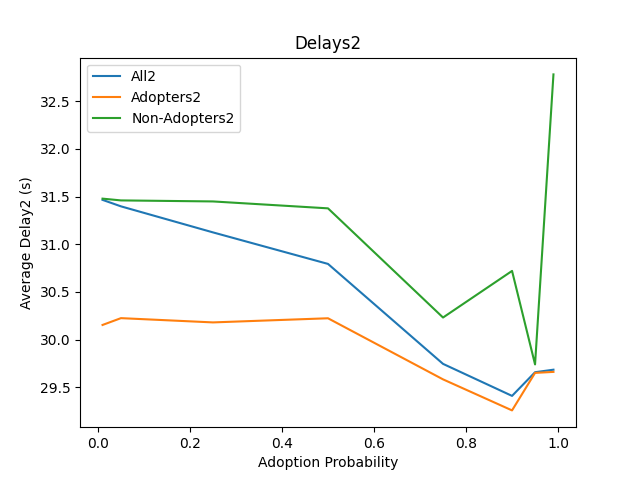 Delays2
All2
Adopters2
Non-Adopters2
Average Delay2 (s)
32.5
32.0
31.5
31.0
30.5
30.0
29.5
0.0 0.2 0.4 0.6 0.8 1.0
Adoption Probability